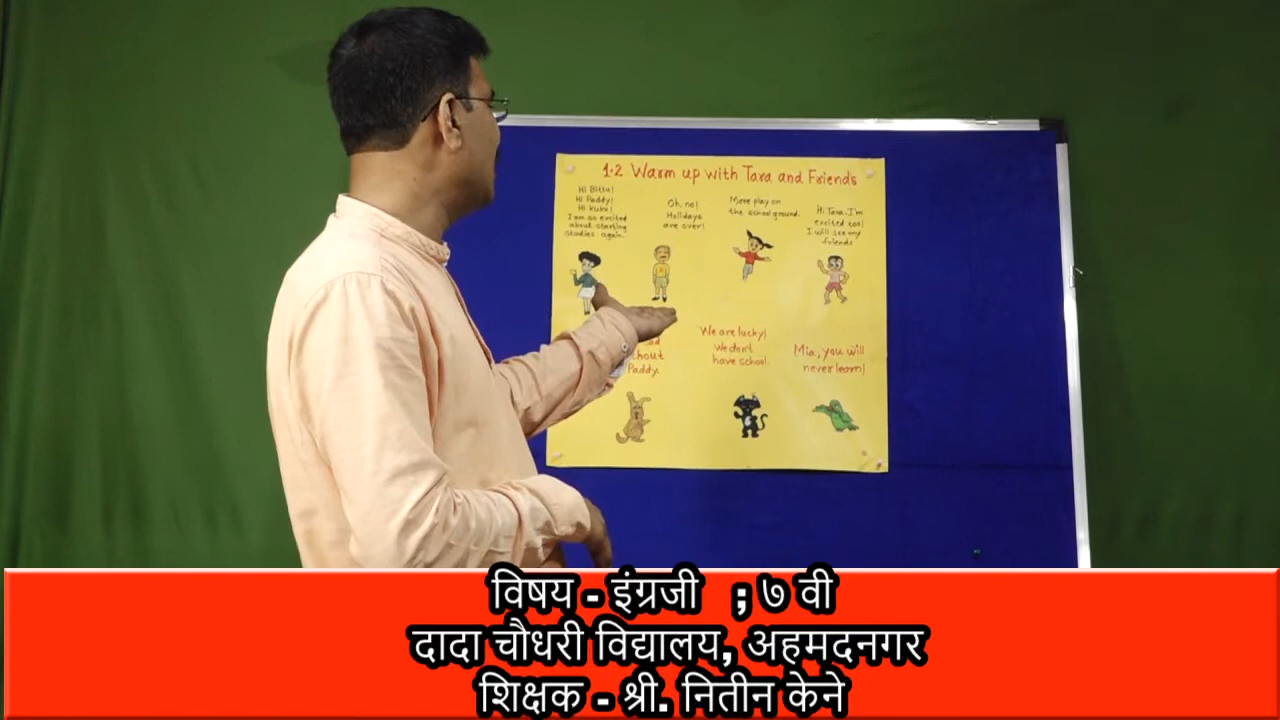 1.2 Warm up with Tara and Friends
Hi Bittu!
Hi Paddy!
Hi Kuku!
I am so excited
about starting
studies again.
Oh, no!
Holidays
are over!
More play on
the school ground.
Hi Tara. I'm
excited too!
I will see my
friends
chout
Paddy.
We are lucky!
We don't
have school.
Mia, you will
never learn!
विषय - इंग्रजी ; ७ वी
दादा चौधरी विद्यालय, अहमदनगर
शिक्षक - श्री. नितीन केने